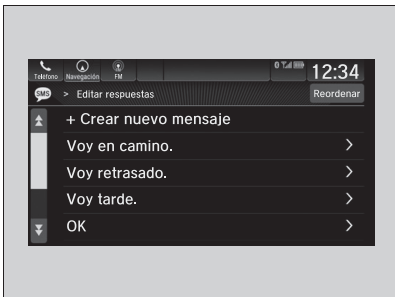 Teléfono Navegación FM
12:34
SMS > Editar respuestas Reordenar
+ Crear nuevo mensaje
Voy en camino.
Voy retrasado.
Voy tarde.
OK